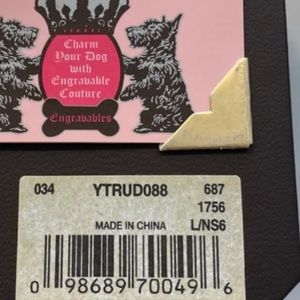 Charm
Your Dog
with
Engravable
Couture
Engravables
034 YTRUD088 687
1756
MADE IN CHINA L/NS6
0 98689 70049 6